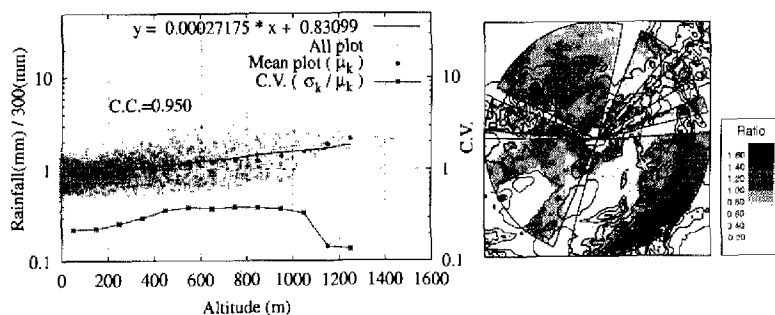 y = 0.00027175 * x + 0.83099
All plot
Mean plot ( μk )
C.V. ( σk / μk )
C.C.=0.950
Rainfall(mm) / 300(mm)
10
1
0.1
0 200 400 600 800 1000 1200 1400 1600
Altitude (m)
10
1
0.1
C.V.
Ratio
1.60
1.40
1.20
1.00
0.80
0.60
0.40
0.20